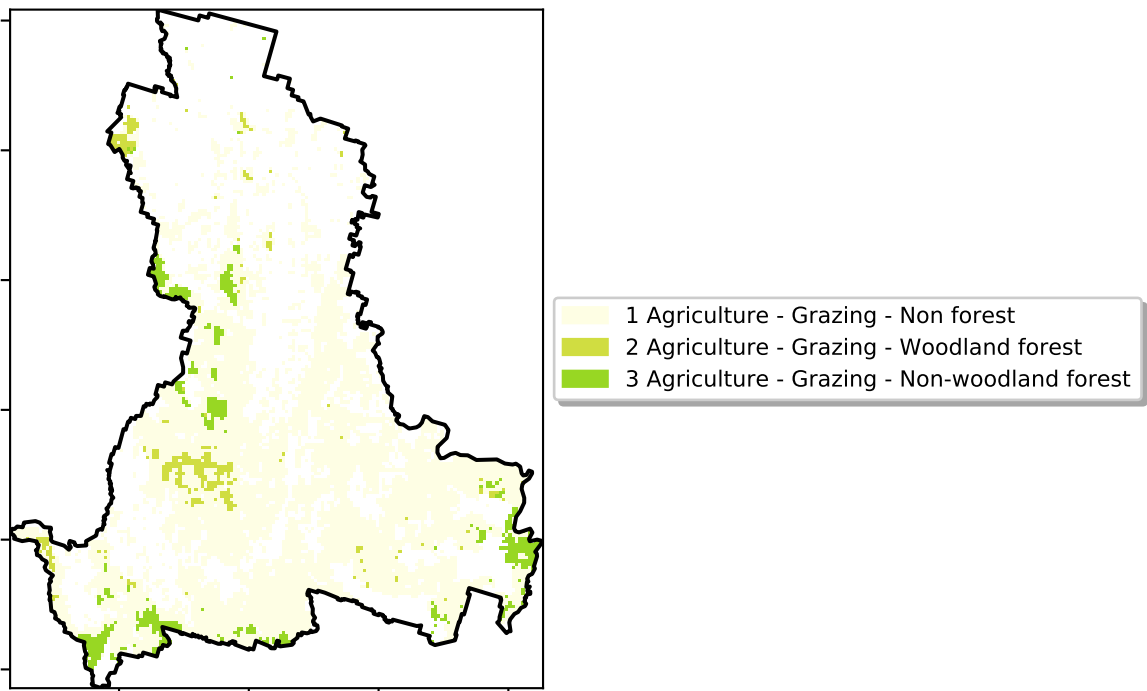 1 Agriculture - Grazing - Non forest
2 Agriculture - Grazing - Woodland forest
3 Agriculture - Grazing - Non-woodland forest